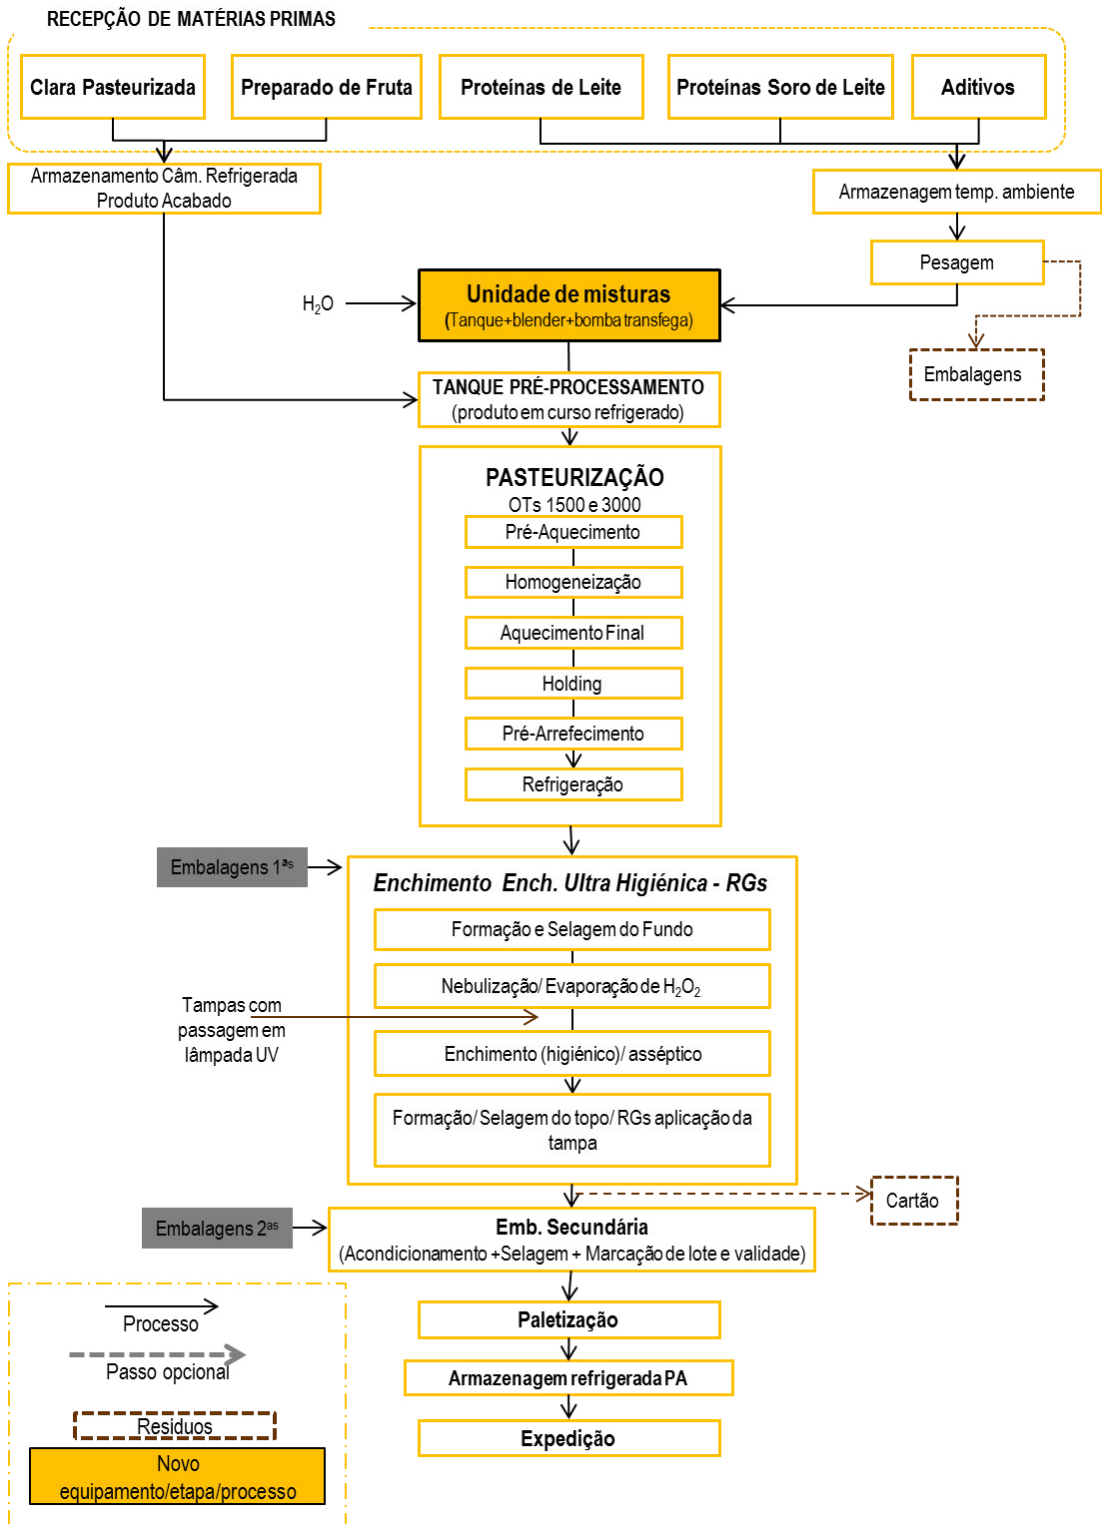 RECEPÇÃO DE MATÉRIAS PRIMAS
Clara Pasteurizada
Preparado de Fruta
Proteínas de Leite
Proteínas Soro de Leite
Aditivos
Armazenamento Câm. Refrigerada
Produto Acabado
Armazenagem temp. ambiente
Pesagem
H₂O
Unidade de misturas
(Tanque+blender+bomba transfega)
Embalagens
TANQUE PRÉ-PROCESSAMENTO
(produto em curso refrigerado)
PASTEURIZAÇÃO
OTs 1500 e 3000
Pré-Aquecimento
Homogeneização
Aquecimento Final
Holding
Pré-Arrefecimento
Refrigeração
Embalagens 1ªs
Enchimento Ench. Ultra Higiénica - RGs
Formação e Selagem do Fundo
Nebulização/ Evaporação de H₂O₂
Tampas com
passagem em
lâmpada UV
Enchimento (higiénico)/ asséptico
Formação/ Selagem do topo/ RGs aplicação da
tampa
Cartão
Embalagens 2ᵃˢ
Emb. Secundária
(Acondicionamento +Selagem + Marcação de lote e validade)
Paletização
Armazenagem refrigerada PA
Expedição
Processo
Passo opcional
Residuos
Novo
equipamento/etapa/processo